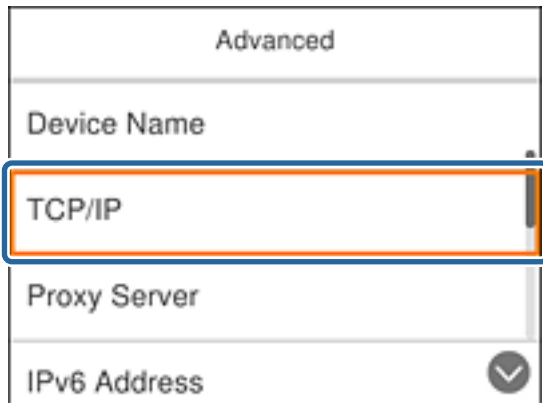 Advanced
Device Name
TCP/IP
Proxy Server
IPv6 Address